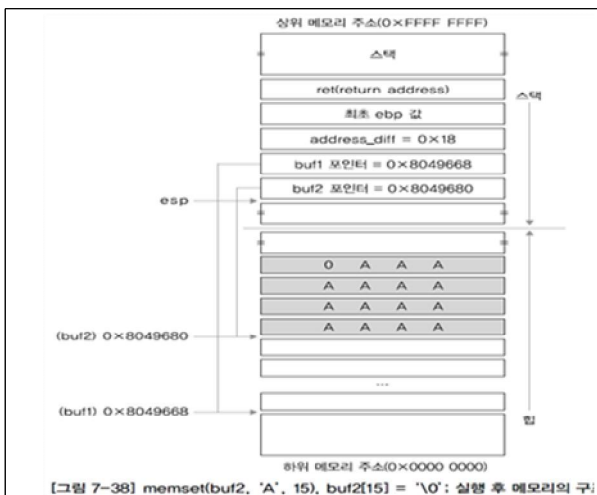 상위 메모리 주소(0×FFFF FFFF)
스택
ret(return address)
스택
최초 ebp 값
address_diff = 0×18
buf1 포인터 = 0×8049668
buf2 포인터 = 0×8049680
esp
0 A A A
A A A A
A A A A
A A A A
(buf2) 0×8049680
...
(buf1) 0×8049668
힙
하위 메모리 주소(0×0000 0000)
[그림 7-38] memset(buf2, 'A', 15), buf2[15] = '\0'; 실행 후 메모리의 구